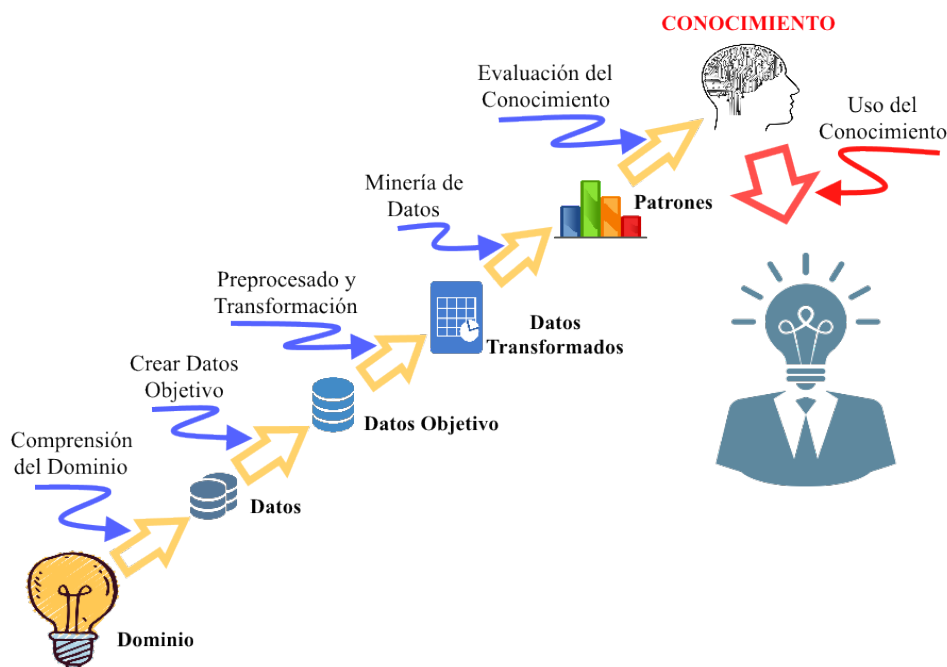 CONOCIMIENTO
Evaluación del
Conocimiento
Uso del
Conocimiento
Minería de
Datos
Patrones
Preprocesado y
Transformación
Datos
Transformados
Crear Datos
Objetivo
Datos Objetivo
Comprensión
del Dominio
Datos
Dominio